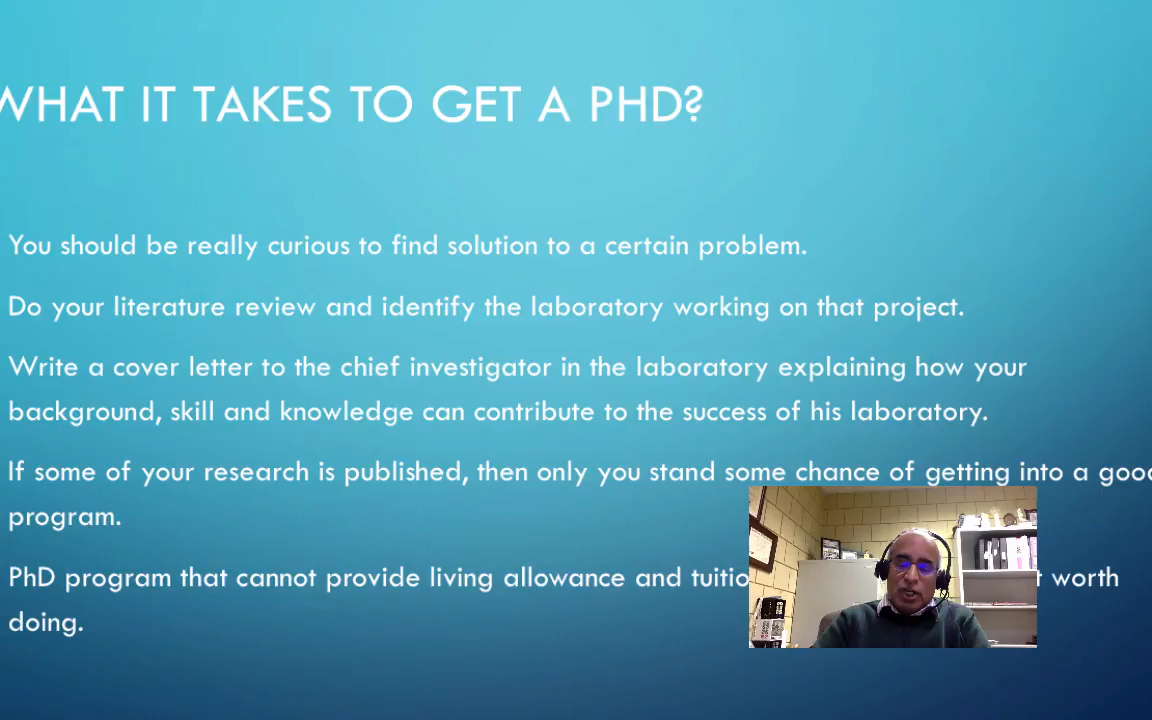 WHAT IT TAKES TO GET A PHD?
You should be really curious to find solution to a certain problem.
Do your literature review and identify the laboratory working on that project.
Write a cover letter to the chief investigator in the laboratory explaining how your
background, skill and knowledge can contribute to the success of his laboratory.
If some of your research is published, then only you stand some chance of getting into a good
program.
PhD program that cannot provide living allowance and worth
doing.